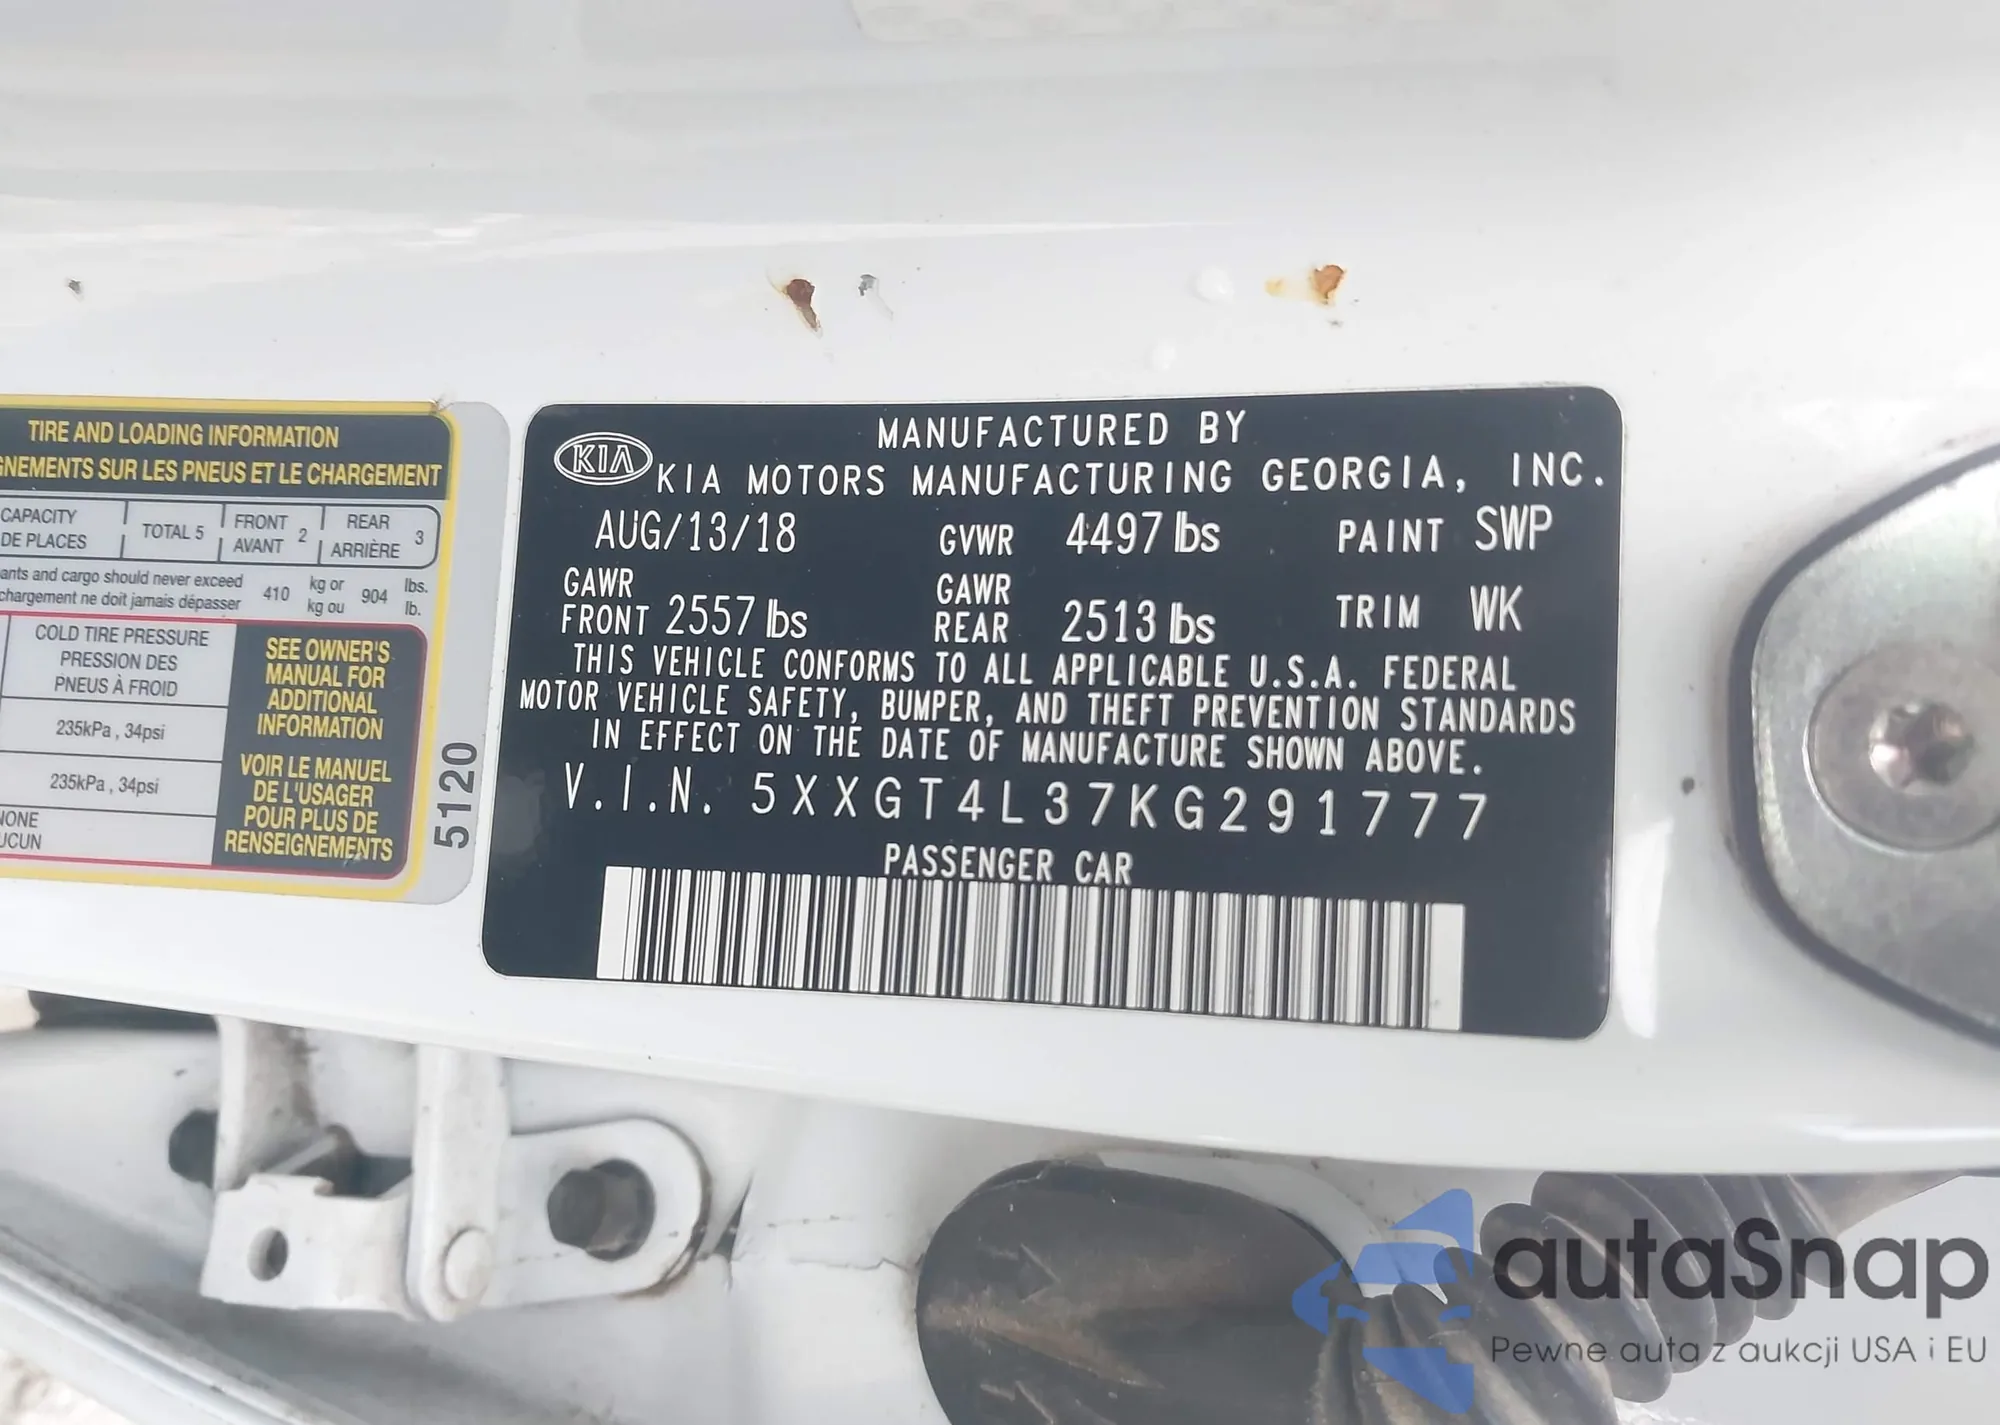 TIRE AND LOADING INFORMATION
GNEMENTS SUR LES PNEUS ET LE CHARGEMENT
CAPACITY
DE PLACES
TOTAL 5
FRONT
AVANT
2
REAR
ARRIÈRE
3
ants and cargo should never exceed
chargement ne doit jamais dépasser
410
kg or
kg ou
904
lbs.
lb.
COLD TIRE PRESSURE
PRESSION DES
PNEUS À FROID
235kPa , 34psi
235kPa , 34psi
NONE
UCUN
SEE OWNER'S
MANUAL FOR
ADDITIONAL
INFORMATION
VOIR LE MANUEL
DE L'USAGER
POUR PLUS DE
RENSEIGNEMENTS
5120
KIA
MANUFACTURED BY
KIA MOTORS MANUFACTURING GEORGIA, INC.
AUG/13/18 GVWR 4497 lbs PAINT SWP
GAWR
FRONT 2557 lbs
GAWR
REAR 2513 lbs
TRIM WK
THIS VEHICLE CONFORMS TO ALL APPLICABLE U.S.A. FEDERAL
MOTOR VEHICLE SAFETY, BUMPER, AND THEFT PREVENTION STANDARDS
IN EFFECT ON THE DATE OF MANUFACTURE SHOWN ABOVE.
V.I.N. 5XXGT4L37KG291777
PASSENGER CAR
autaSnap
Pewne auta z aukcji USA i EU